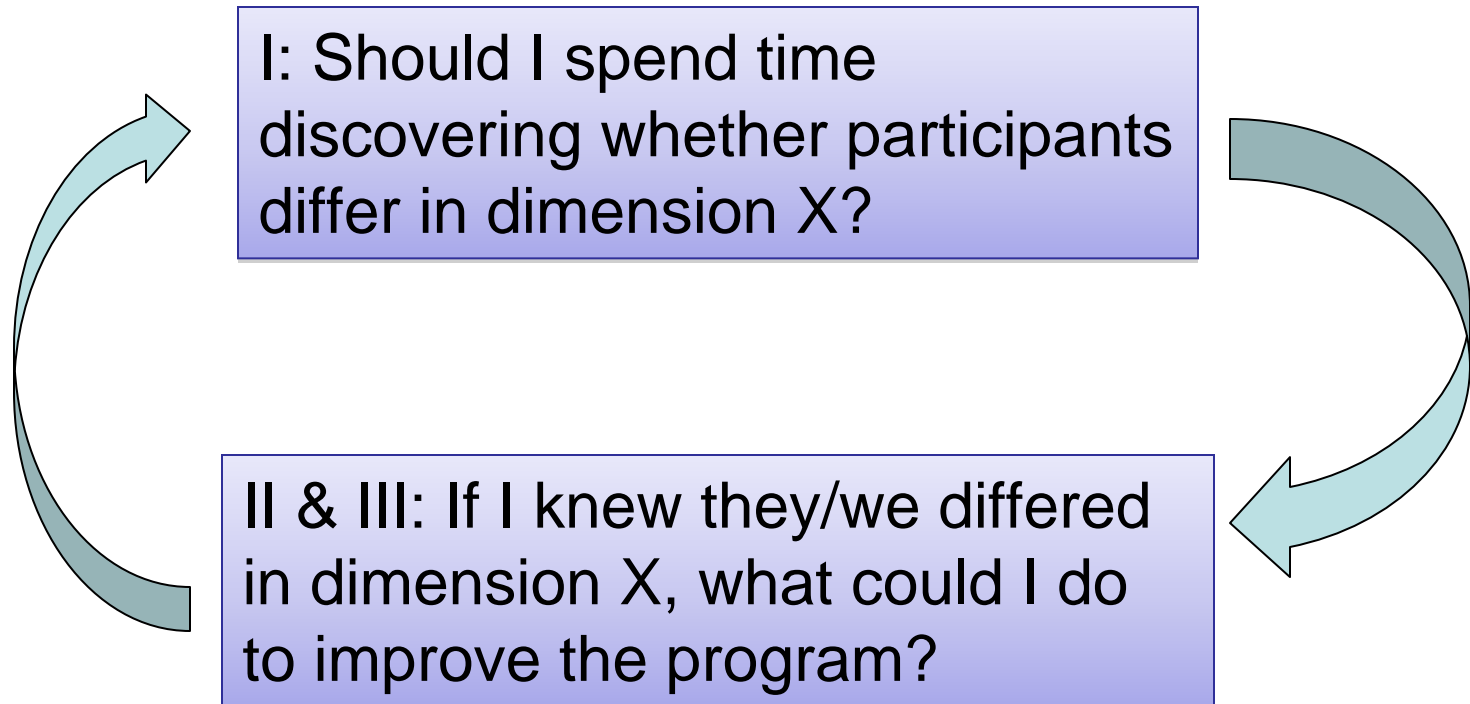 I: Should I spend time
discovering whether participants
differ in dimension X?
II & III: If I knew they/we differed
in dimension X, what could I do
to improve the program?